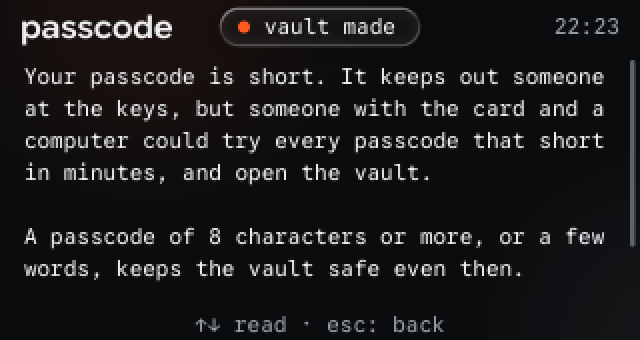 passcode
vault made
22:23
Your passcode is short. It keeps out someone
at the keys, but someone with the card and a
computer could try every passcode that short
in minutes, and open the vault.
A passcode of 8 characters or more, or a few
words, keeps the vault safe even then.
↑↓ read · esc: back